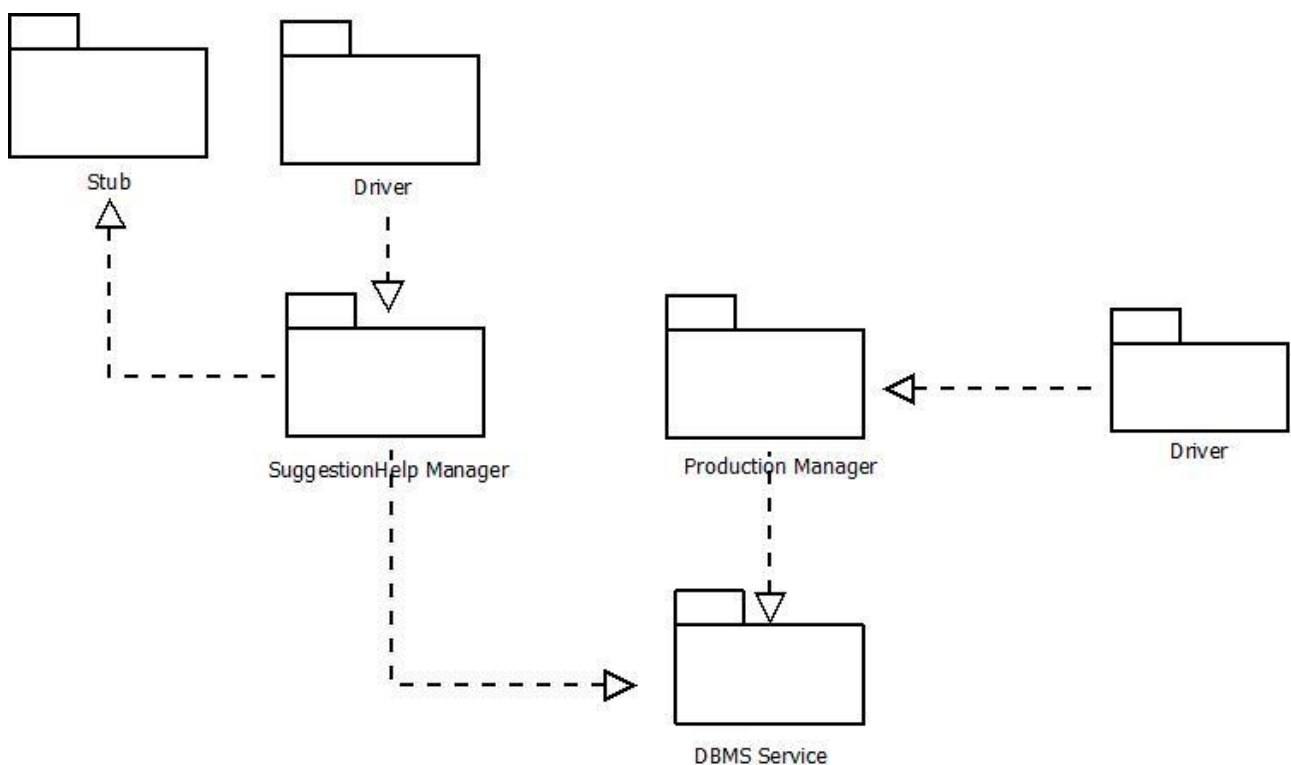 Stub
Driver
SuggestionHelp Manager
Production Manager
Driver
DBMS Service